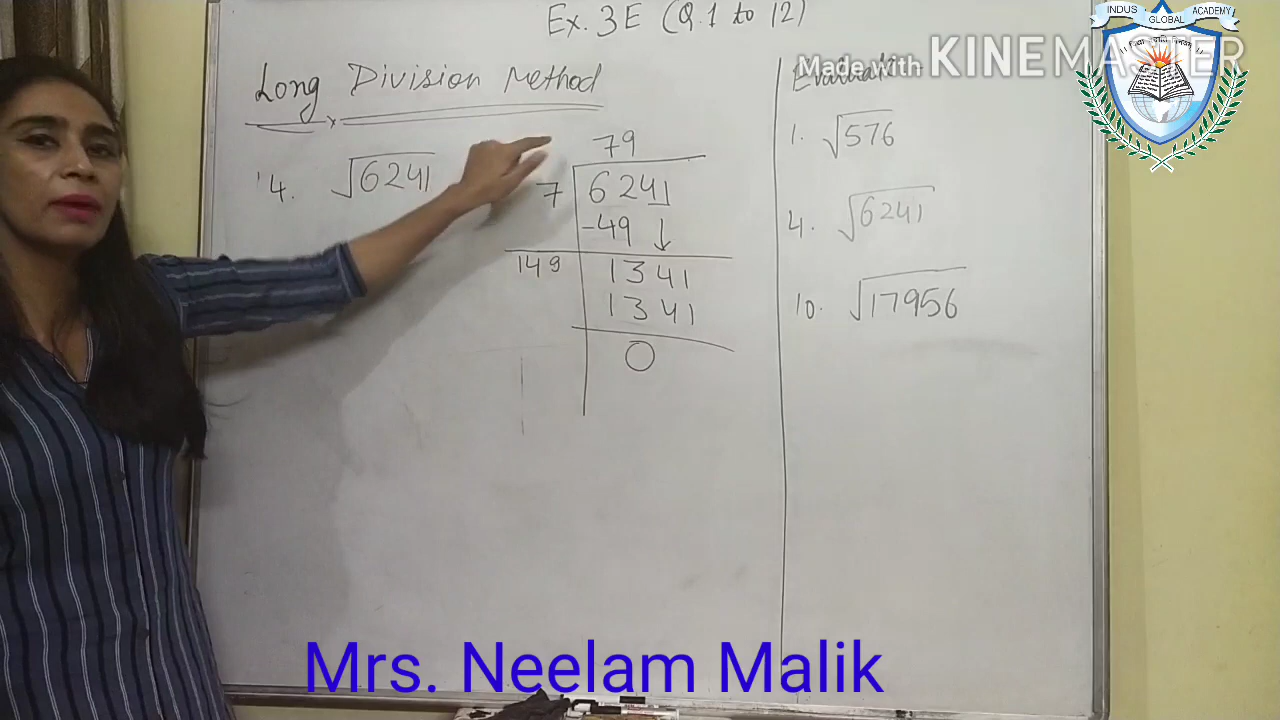 Ex. 3E (Q.1 to 12)
INDUS GLOBAL ACADEMY
Made with KINEMASTER
Long Division Method
Evaluate
4. √6241
79
7 6241
-49 ↓
149 1341
1341
0
1. √576
4. √6241
10. √17956
Mrs. Neelam Malik